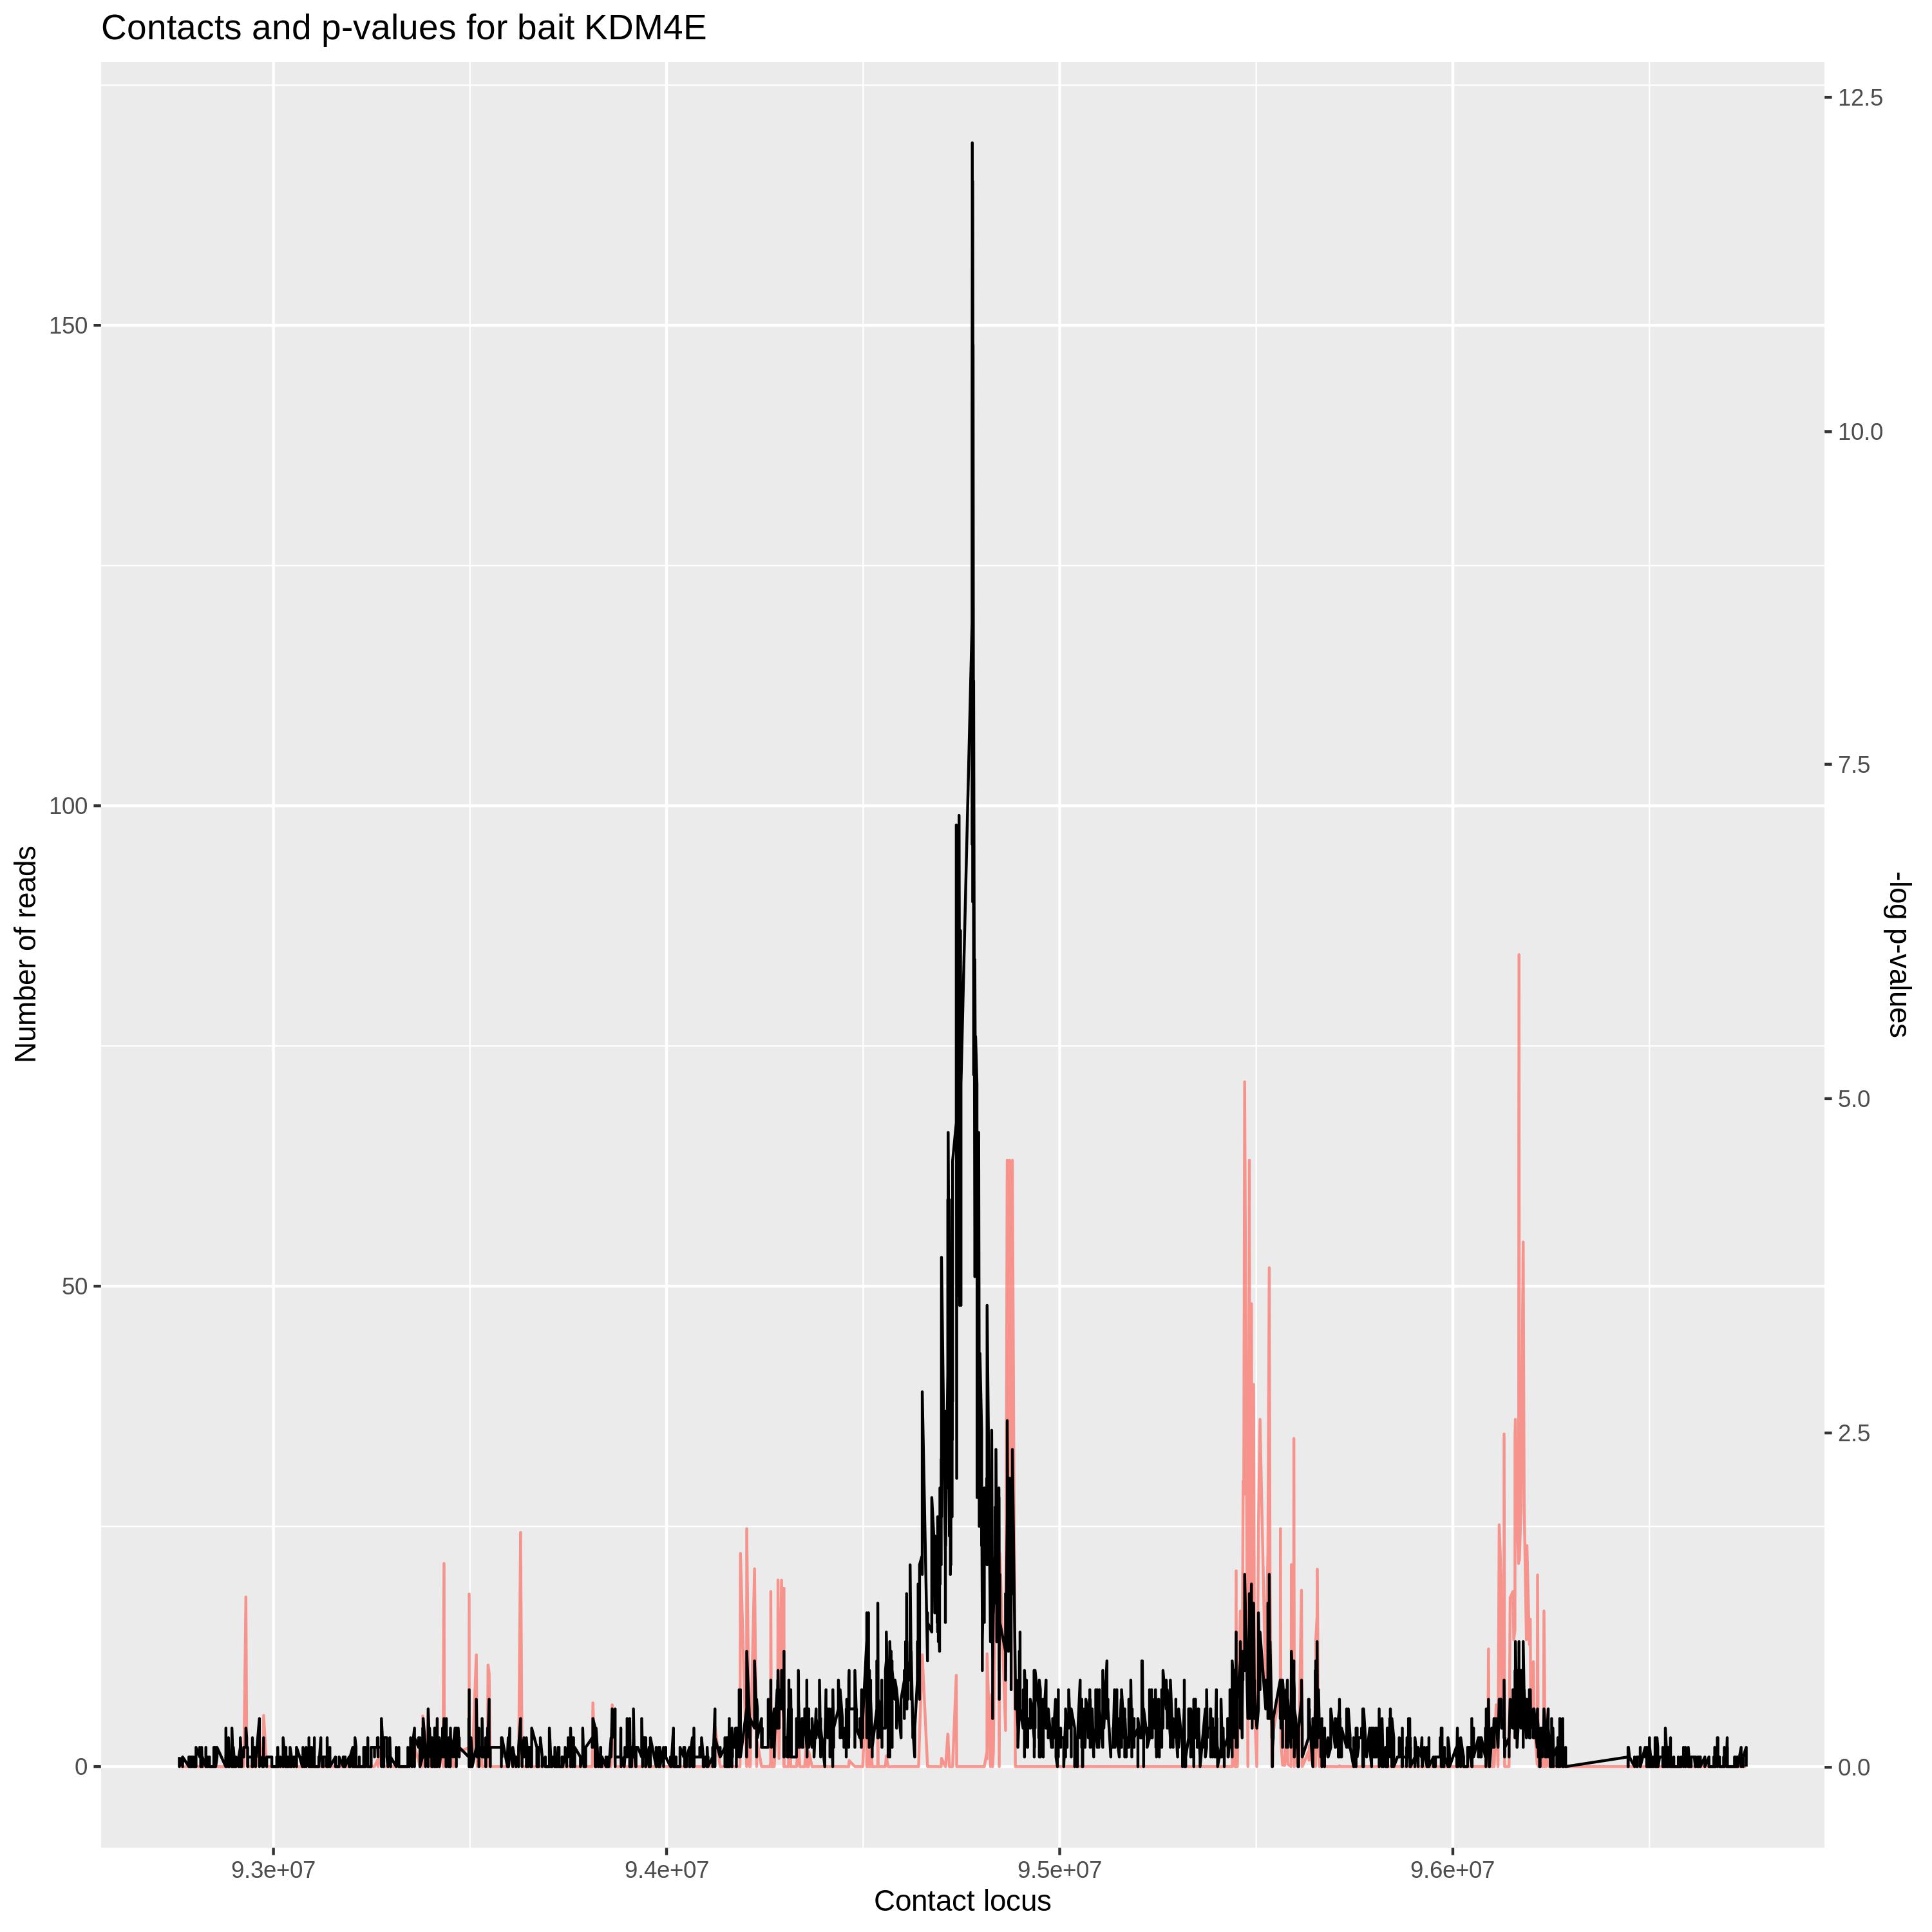 Contacts and p-values for bait KDM4E
12.5
10.0
7.5
5.0
2.5
0.0
150
100
50
0
Number of reads
-log p-values
9.3e+07 9.4e+07 9.5e+07 9.6e+07
Contact locus